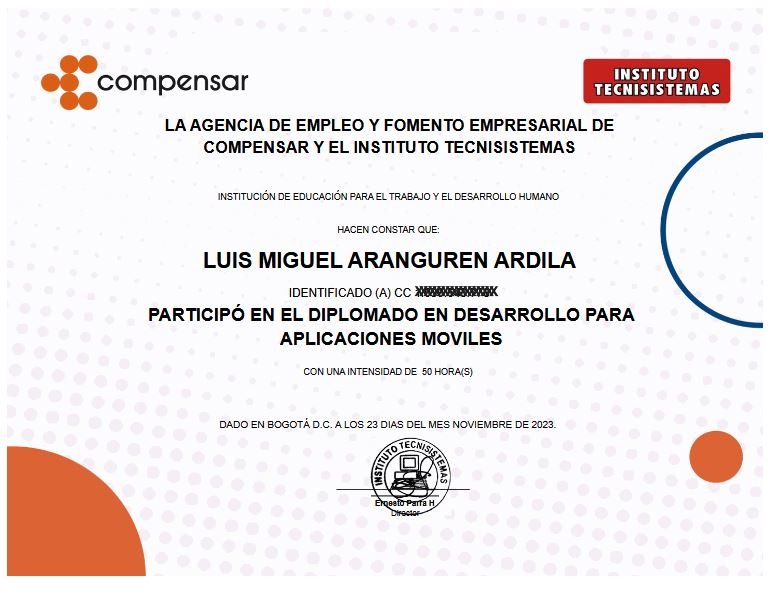 compensar
INSTITUTO
TECNISISTEMAS
LA AGENCIA DE EMPLEO Y FOMENTO EMPRESARIAL DE
COMPENSAR Y EL INSTITUTO TECNISISTEMAS
INSTITUCIÓN DE EDUCACIÓN PARA EL TRABAJO Y EL DESARROLLO HUMANO
HACEN CONSTAR QUE:
LUIS MIGUEL ARANGUREN ARDILA
IDENTIFICADO (A) CC
PARTICIPÓ EN EL DIPLOMADO EN DESARROLLO PARA
APLICACIONES MOVILES
CON UNA INTENSIDAD DE 50 HORA(S)
DADO EN BOGOTÁ D.C. A LOS 23 DIAS DEL MES NOVIEMBRE DE 2023.
INSTITUTO TECNISISTEMAS
Ernesto Parra H
Director